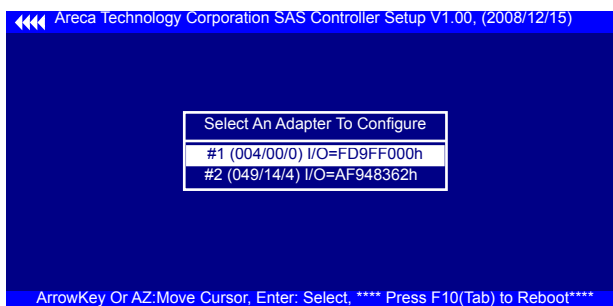 Areca Technology Corporation SAS Controller Setup V1.00, (2008/12/15)
Select An Adapter To Configure
#1 (004/00/0) I/O=FD9FF000h
#2 (049/14/4) I/O=AF948362h
ArrowKey Or AZ:Move Cursor, Enter: Select, **** Press F10(Tab) to Reboot****